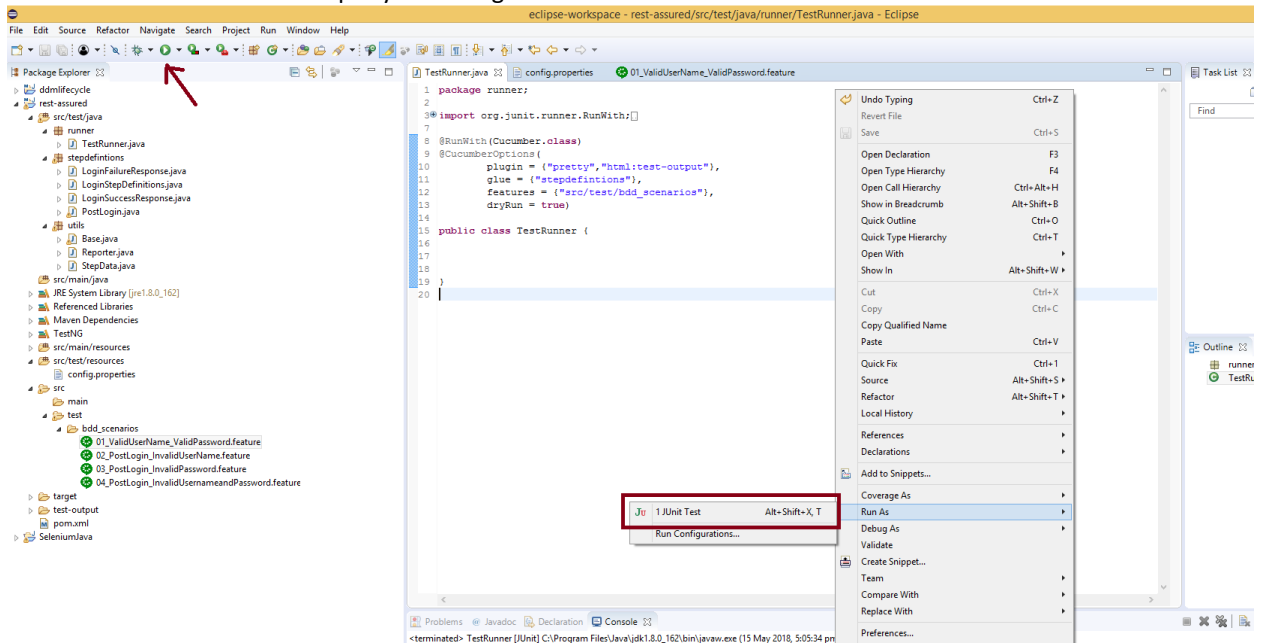 eclipse-workspace - rest-assured/src/test/java/runner/TestRunner.java - Eclipse
File Edit Source Refactor Navigate Search Project Run Window Help
Package Explorer
ddmlifecycle
rest-assured
src/test/java
runner
TestRunner.java
stepdefintions
LoginFailureResponse.java
LoginStepDefinitions.java
LoginSuccessResponse.java
PostLogin.java
utils
Base.java
Reporter.java
StepData.java
src/main/java
JRE System Library [jre1.8.0_162]
Referenced Libraries
Maven Dependencies
TestNG
src/main/resources
src/test/resources
config.properties
src
main
test
bdd_scenarios
01_ValidUserName_ValidPassword.feature
02_PostLogin_InvalidUserName.feature
03_PostLogin_InvalidPassword.feature
04_PostLogin_InvalidUsernameandPassword.feature
target
test-output
pom.xml
SeleniumJava
TestRunner.java config.properties 01_ValidUserName_ValidPassword.feature
1 package runner;
2
3 import org.junit.runner.RunWith;
7
8 @RunWith(Cucumber.class)
9 @CucumberOptions(
10 plugin = {"pretty","html:test-output"},
11 glue = {"stepdefintions"},
12 features = {"src/test/bdd_scenarios"},
13 dryRun = true)
14
15 public class TestRunner {
16
17
18
19 }
20
Undo Typing Ctrl+Z
Revert File
Save Ctrl+S
Open Declaration F3
Open Type Hierarchy F4
Open Call Hierarchy Ctrl+Alt+H
Show in Breadcrumb Alt+Shift+B
Quick Outline Ctrl+O
Quick Type Hierarchy Ctrl+T
Open With
Show In Alt+Shift+W
Cut Ctrl+X
Copy Ctrl+C
Copy Qualified Name
Paste Ctrl+V
Quick Fix Ctrl+1
Source Alt+Shift+S
Refactor Alt+Shift+T
Local History
References
Declarations
Add to Snippets...
Coverage As
Run As
Debug As
Validate
Create Snippet...
Team
Compare With
Replace With
Preferences...
Ju 1 JUnit Test Alt+Shift+X, T
Run Configurations...
Task List
Find
Outline
runner
TestRu
Problems Javadoc Declaration Console
<terminated> TestRunner [JUnit] C:\Program Files\Java\jdk1.8.0_162\bin\javaw.exe (15 May 2018, 5:05:34 pm